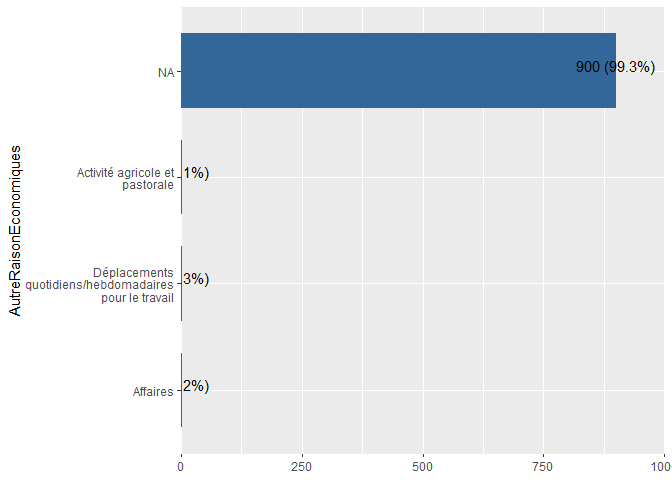 AutreRaisonEconomiques
NA
900 (99.3%)
Activité agricole et
pastorale
1%)
Déplacements
quotidiens/hebdomadaires
pour le travail
3%)
Affaires
2%)
0
250
500
750
100